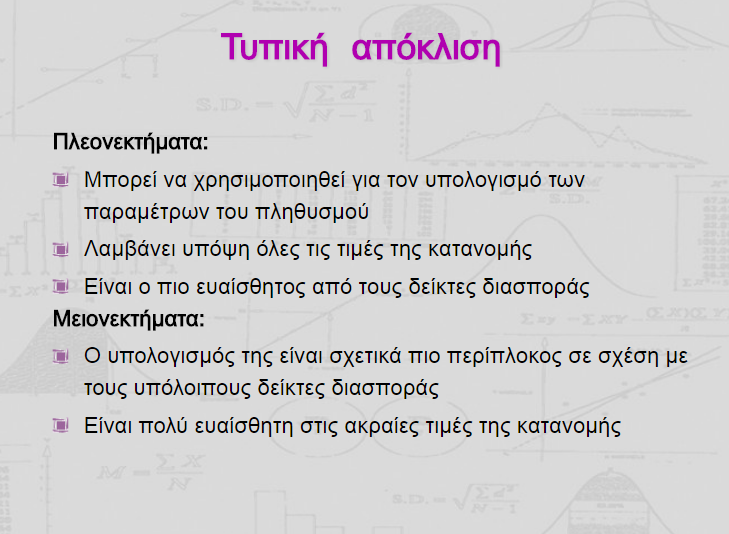 Τυπική απόκλιση
Πλεονεκτήματα:
Μπορεί να χρησιμοποιηθεί για τον υπολογισμό των
παραμέτρων του πληθυσμού
Λαμβάνει υπόψη όλες τις τιμές της κατανομής
Είναι ο πιο ευαίσθητος από τους δείκτες διασποράς
Μειονεκτήματα:
Ο υπολογισμός της είναι σχετικά πιο περίπλοκος σε σχέση με
τους υπόλοιπους δείκτες διασποράς
Είναι πολύ ευαίσθητη στις ακραίες τιμές της κατανομής